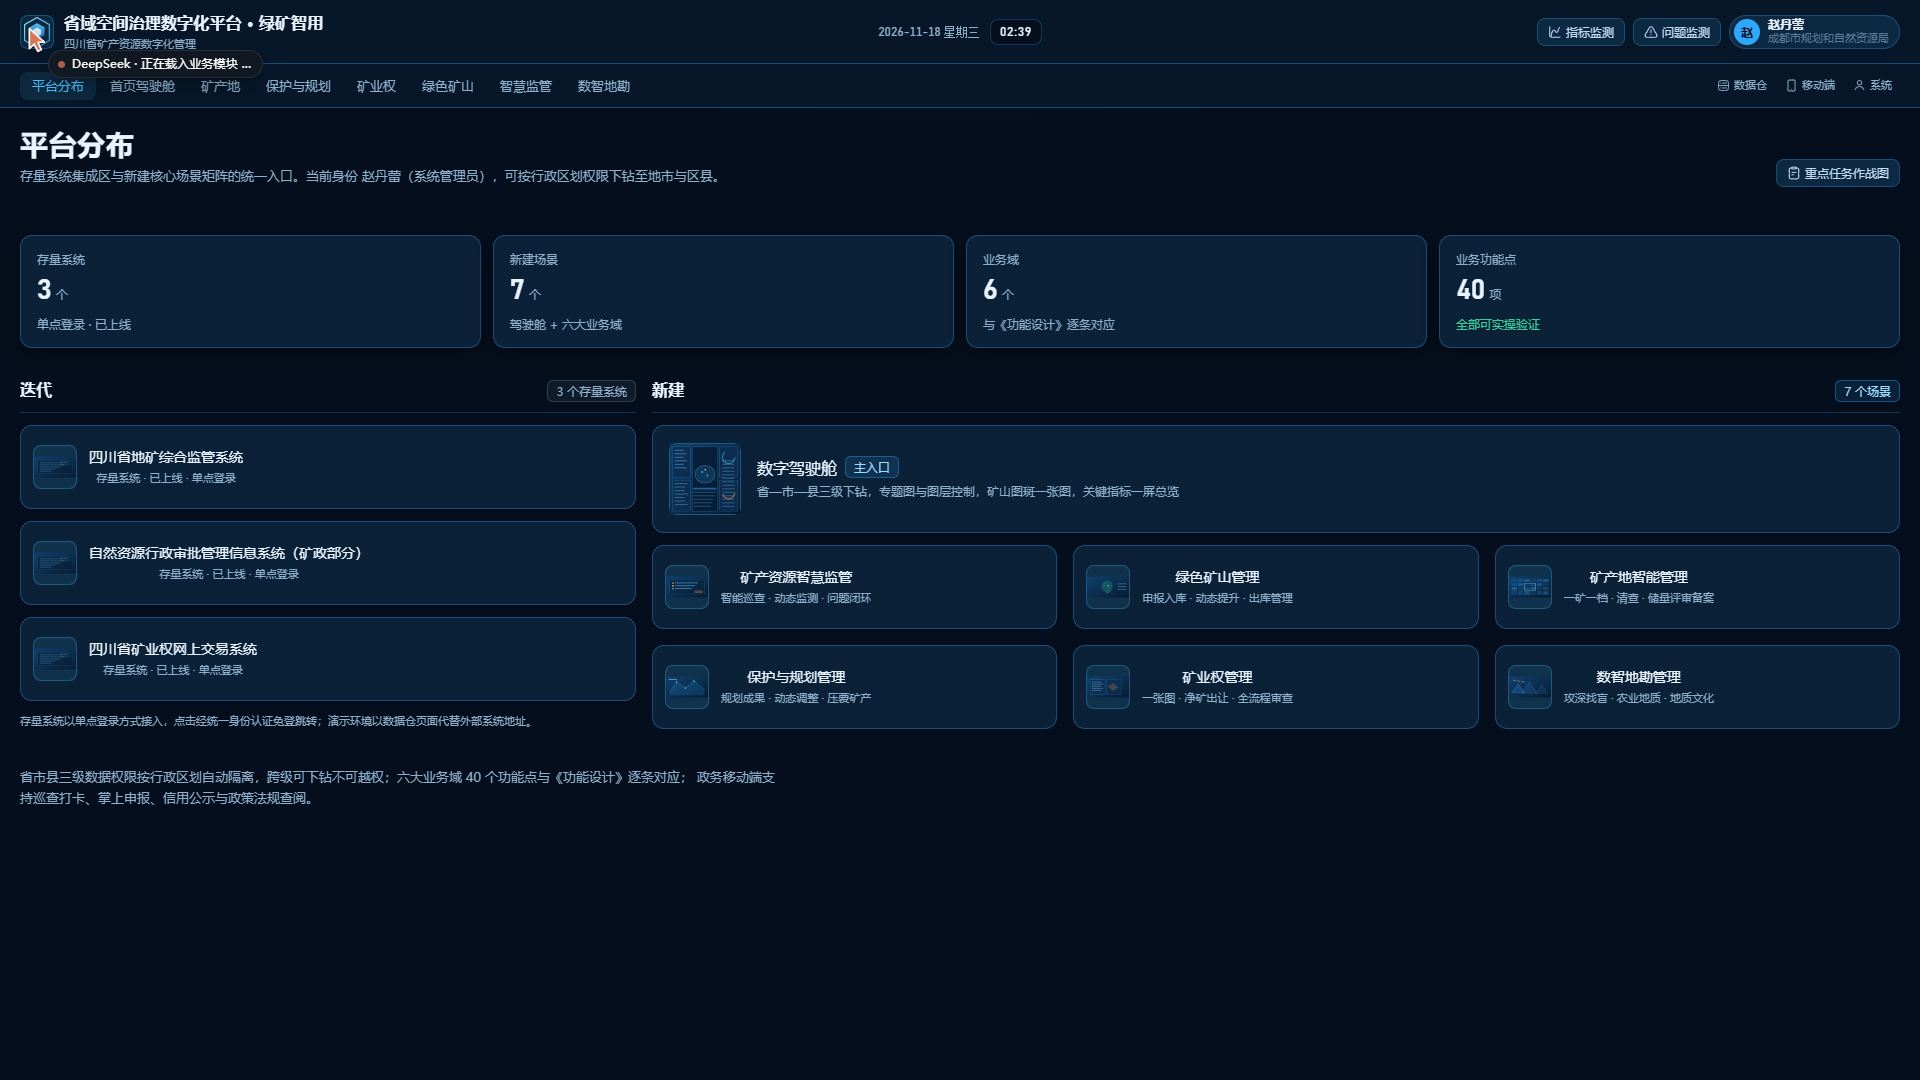 省域空间治理数字化平台 • 绿矿智用
四川省矿产资源数字化管理
2026-11-18 星期三 02:39
指标监测
问题监测
赵
赵丹蕾
成都市规划和自然资源局
DeepSeek · 正在载入业务模块 ...
平台分布 首页驾驶舱 矿产地 保护与规划 矿业权 绿色矿山 智慧监管 数智地勘
数据仓 移动端 系统
平台分布
存量系统集成区与新建核心场景矩阵的统一入口。当前身份 赵丹蕾（系统管理员），可按行政区划权限下钻至地市与区县。
重点任务作战图
存量系统
3 个
单点登录 · 已上线
新建场景
7 个
驾驶舱 + 六大业务域
业务域
6 个
与《功能设计》逐条对应
业务功能点
40 项
全部可实操验证
迭代
3 个存量系统
四川省地矿综合监管系统
存量系统 · 已上线 · 单点登录
自然资源行政审批管理信息系统（矿政部分）
存量系统 · 已上线 · 单点登录
四川省矿业权网上交易系统
存量系统 · 已上线 · 单点登录
存量系统以单点登录方式接入，点击经统一身份认证免登跳转；演示环境以数据仓页面代替外部系统地址。
新建
7 个场景
数字驾驶舱 主入口
省—市—县三级下钻，专题图与图层控制，矿山图斑一张图，关键指标一屏总览
矿产资源智慧监管
智能巡查 · 动态监测 · 问题闭环
绿色矿山管理
申报入库 · 动态提升 · 出库管理
矿产地智能管理
一矿一档 · 清查 · 储量评审备案
保护与规划管理
规划成果 · 动态调整 · 压要矿产
矿业权管理
一张图 · 净矿出让 · 全流程审查
数智地勘管理
攻深找盲 · 农业地质 · 地质文化
省市县三级数据权限按行政区划自动隔离，跨级可下钻不可越权；六大业务域 40 个功能点与《功能设计》逐条对应； 政务移动端支
持巡查打卡、掌上申报、信用公示与政策法规查阅。